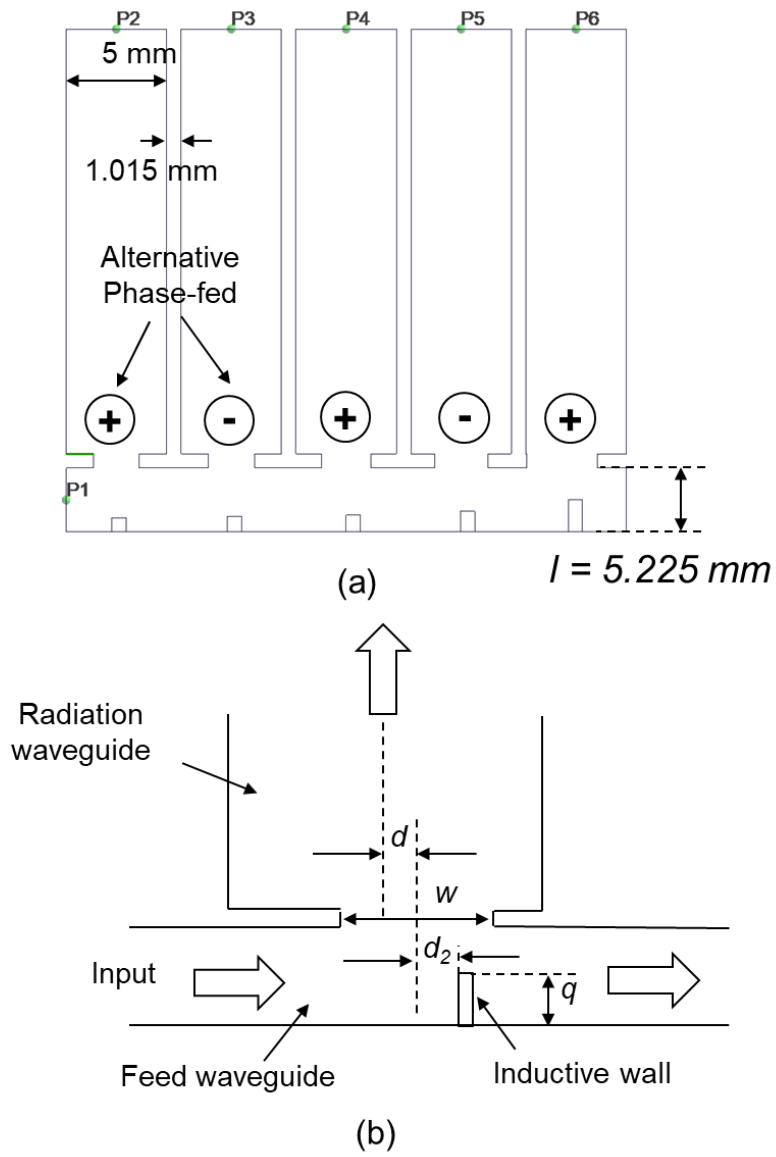 P2 P3 P4 P5 P6
5 mm
1.015 mm
Alternative
Phase-fed
+ - + - +
P1
l = 5.225 mm
(a)
Radiation
waveguide
d
w
Input
d2
q
Feed waveguide
Inductive wall
(b)